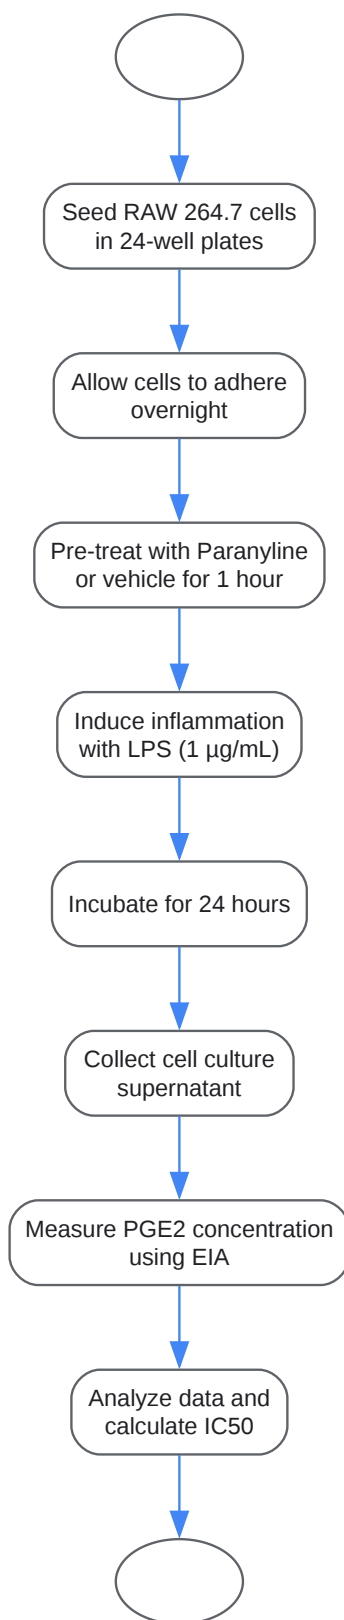 Seed RAW 264.7 cells
in 24-well plates
Allow cells to adhere
overnight
Pre-treat with Paranyline
or vehicle for 1 hour
Induce inflammation
with LPS (1 µg/mL)
Incubate for 24 hours
Collect cell culture
supernatant
Measure PGE2 concentration
using EIA
Analyze data and
calculate IC50